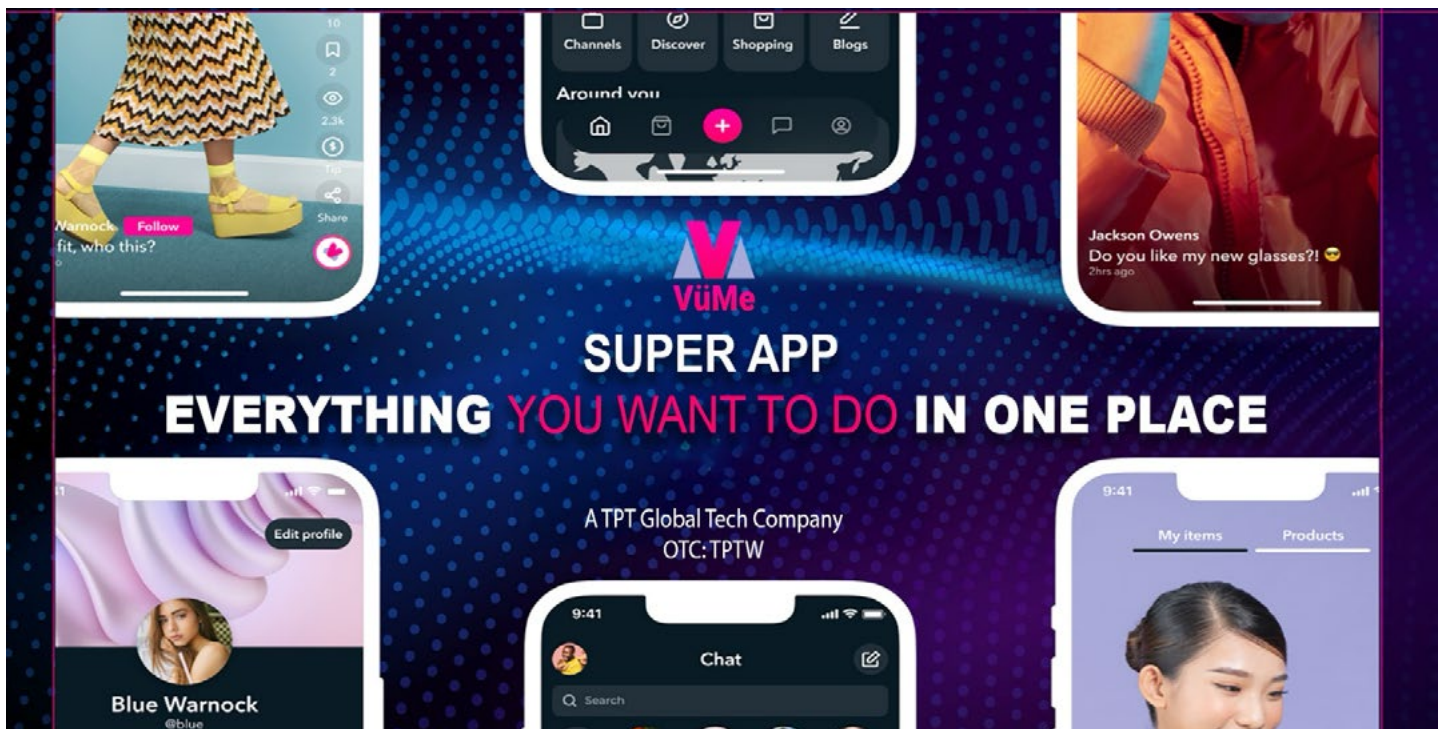 10
2
2.3k
Tip
Share
Warnock Follow
fit, who this?
Channels Discover Shopping Blogs
Around you
Jackson Owens
Do you like my new glasses?! 😎
2hrs ago
VüMe
SUPER APP
EVERYTHING YOU WANT TO DO IN ONE PLACE
A TPT Global Tech Company
OTC: TPTW
Edit profile
Blue Warnock
@blue
9:41
Chat
Search
9:41
My items Products